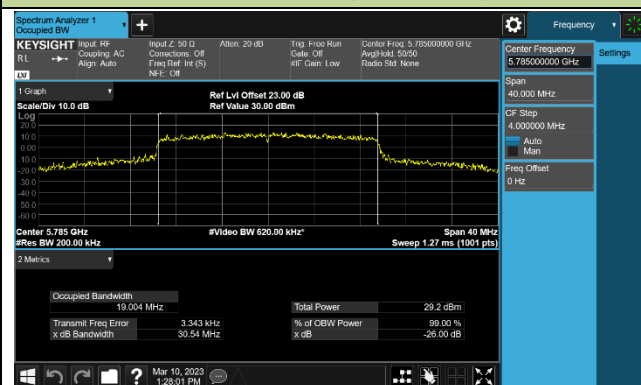 Spectrum Analyzer 1
Occupied BW
Frequency
KEYSIGHT
RL
Input: RF
Coupling: AC
Align: Auto
Input Z: 50 Ω
Corrections: Off
Freq Ref: Int (S)
NFE: Off
Atten: 20 dB
Trig: Free Run
Gate: Off
#IF Gain: Low
Center Freq: 5.785000000 GHz
Avg|Hold: 50/50
Radio Std: None
LXI
Center Frequency
5.785000000 GHz
Settings
Span
40.000 MHz
CF Step
4.000000 MHz
Auto
Man
Freq Offset
0 Hz
1 Graph
Scale/Div 10.0 dB
Ref Lvl Offset 23.00 dB
Ref Value 30.00 dBm
Log
20.0
10.0
0.00
-10.0
-20.0
-30.0
-40.0
-50.0
-60.0
Center 5.785 GHz
#Res BW 200.00 kHz
#Video BW 620.00 kHz*
Span 40 MHz
Sweep 1.27 ms (1001 pts)
2 Metrics
Occupied Bandwidth
19.004 MHz
Total Power 29.2 dBm
Transmit Freq Error 3.343 kHz
% of OBW Power 99.00 %
x dB Bandwidth 30.54 MHz
x dB -26.00 dB
Mar 10, 2023
1:28:01 PM